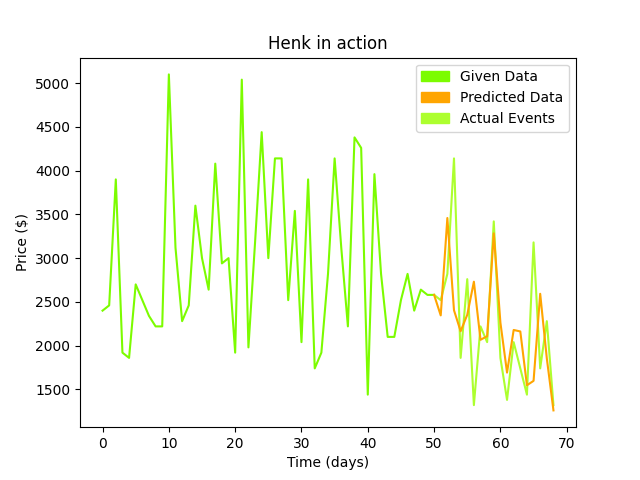 Henk in action
Given Data
Predicted Data
Actual Events
Price ($)
5000
4500
4000
3500
3000
2500
2000
1500
0 10 20 30 40 50 60 70
Time (days)